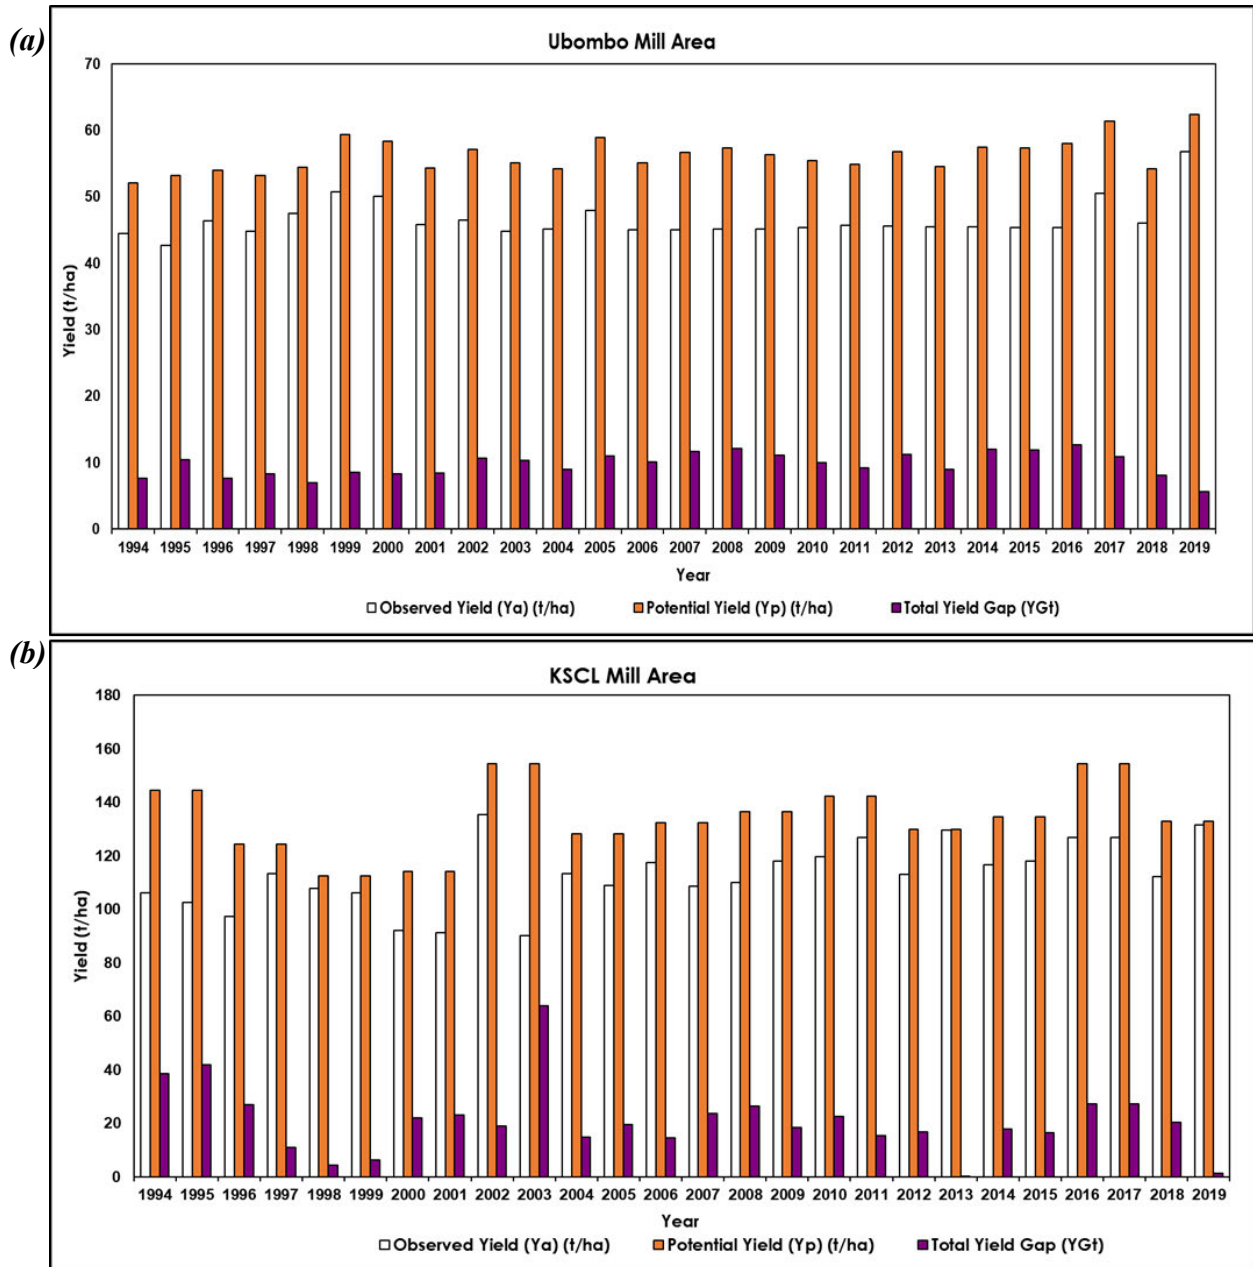 (a)
Ubombo Mill Area
70
60
50
40
30
20
10
0
Yield (t/ha)
1994 1995 1996 1997 1998 1999 2000 2001 2002 2003 2004 2005 2006 2007 2008 2009 2010 2011 2012 2013 2014 2015 2016 2017 2018 2019
Year
Observed Yield (Ya) (t/ha) Potential Yield (Yp) (t/ha) Total Yield Gap (YGt)
(b)
KSCL Mill Area
180
160
140
120
100
80
60
40
20
0
Yield (t/ha)
1994 1995 1996 1997 1998 1999 2000 2001 2002 2003 2004 2005 2006 2007 2008 2009 2010 2011 2012 2013 2014 2015 2016 2017 2018 2019
Year
Observed Yield (Ya) (t/ha) Potential Yield (Yp) (t/ha) Total Yield Gap (YGt)